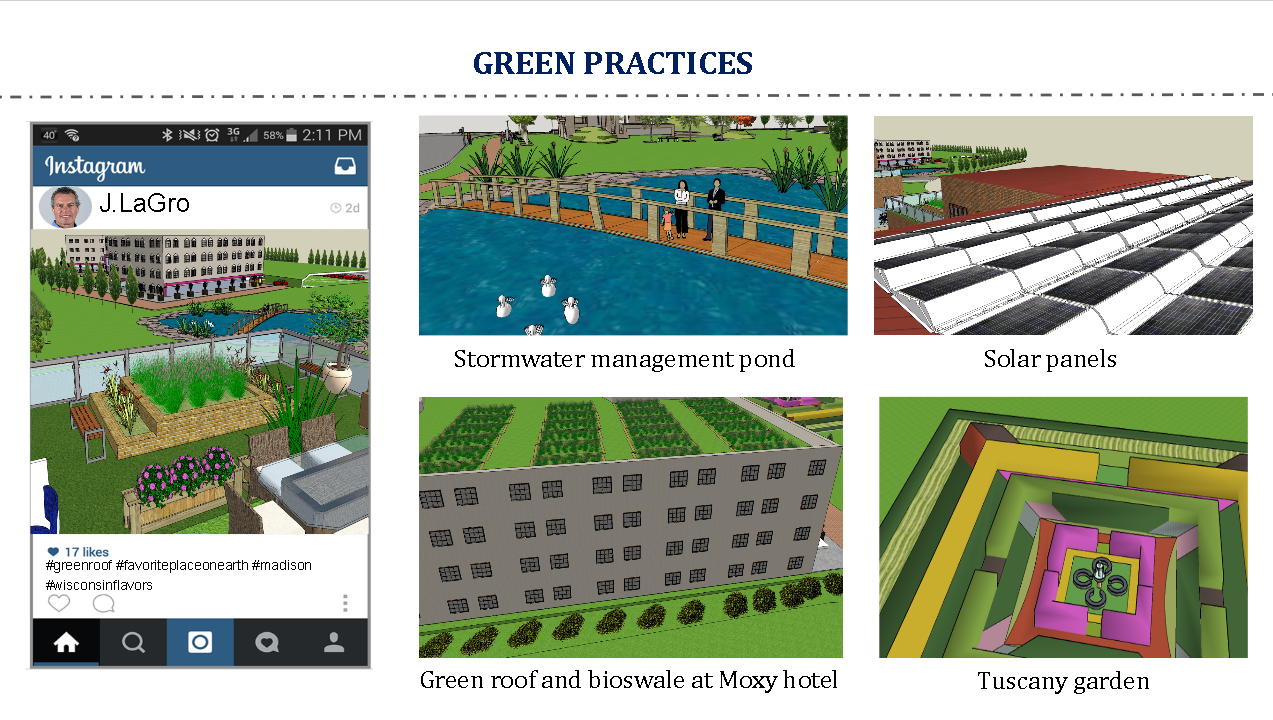 GREEN PRACTICES
40°
3G
58%
2:11 PM
Instagram
J.LaGro
2d
17 likes
#greenroof #favoriteplaceonearth #madison
#wisconsinflavors
Stormwater management pond
Solar panels
Green roof and bioswale at Moxy hotel
Tuscany garden